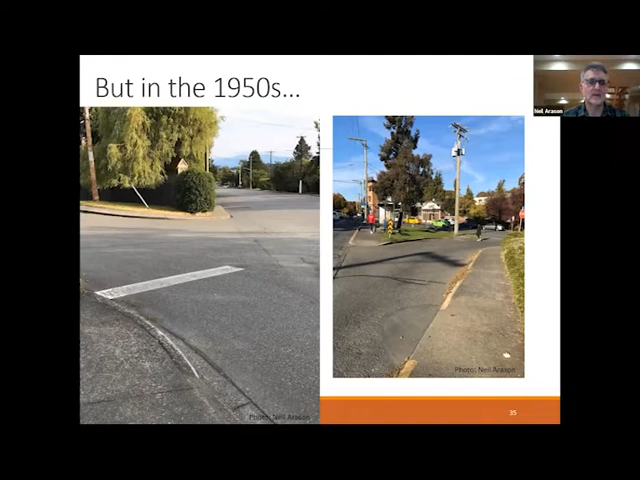 But in the 1950s...
Neil Arason
Photo: Neil Arason
Photo: Neil Arason
35